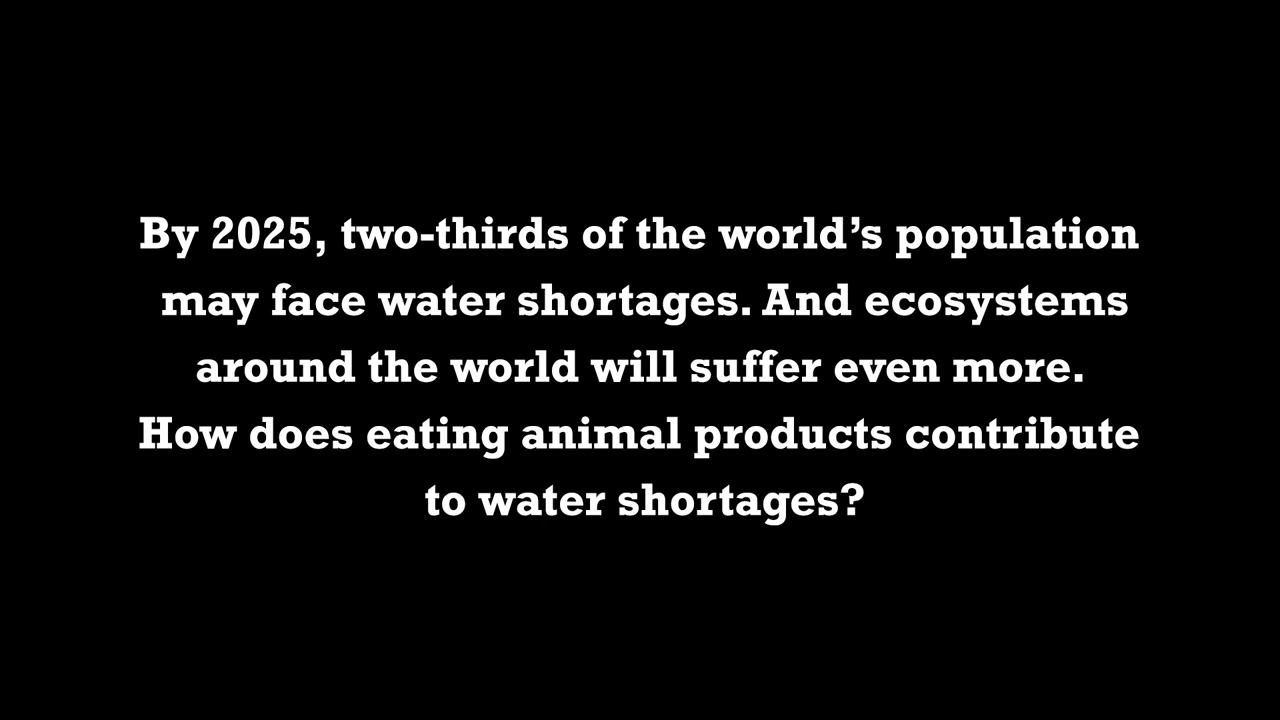 By 2025, two-thirds of the world’s population
may face water shortages. And ecosystems
around the world will suffer even more.
How does eating animal products contribute
to water shortages?